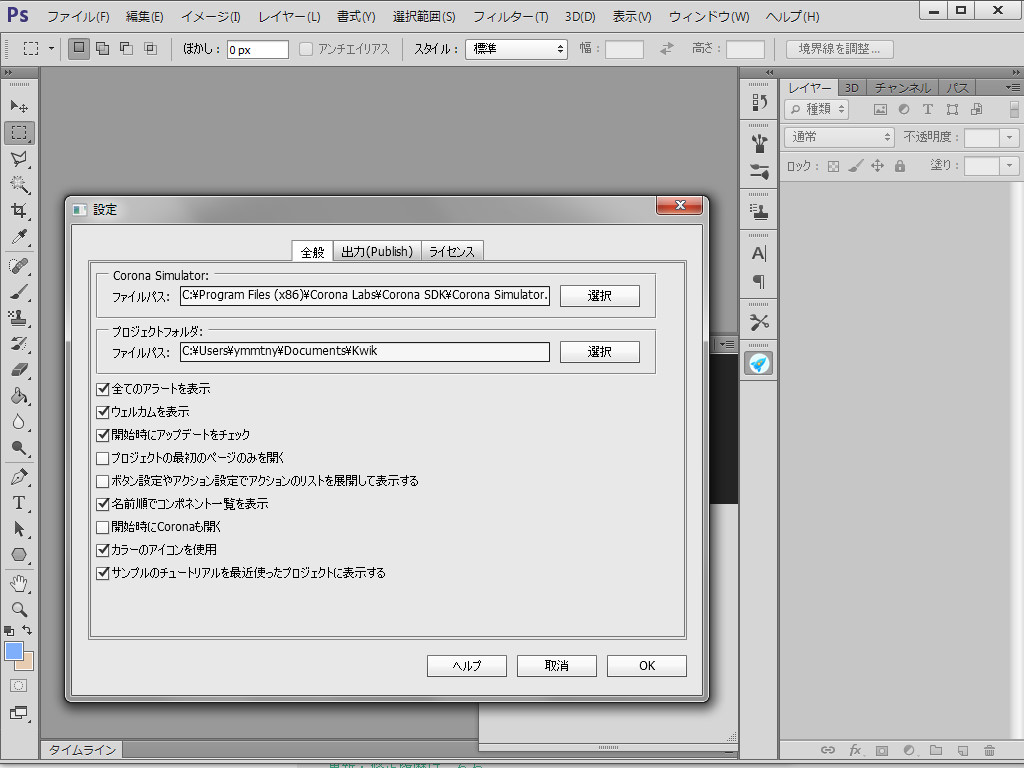 Ps ファイル(F) 編集(E) イメージ(I) レイヤー(L) 書式(Y) 選択範囲(S) フィルター(T) 3D(D) 表示(V) ウィンドウ(W) ヘルプ(H)
ぼかし： 0 px アンチエイリアス スタイル： 標準 幅： 高さ： 境界線を調整...
レイヤー 3D チャンネル パス
種類
通常 不透明度：
ロック： 塗り：
設定
全般 出力(Publish) ライセンス
Corona Simulator:
ファイルパス: C:¥Program Files (x86)¥Corona Labs¥Corona SDK¥Corona Simulator. 選択
プロジェクトフォルダ:
ファイルパス: C:¥Users¥ymmtny¥Documents¥Kwik 選択
全てのアラートを表示
ウェルカムを表示
開始時にアップデートをチェック
プロジェクトの最初のページのみを開く
ボタン設定やアクション設定でアクションのリストを展開して表示する
名前順でコンポネント一覧を表示
開始時にCoronaも開く
カラーのアイコンを使用
サンプルのチュートリアルを最近使ったプロジェクトに表示する
ヘルプ 取消 OK
タイムライン